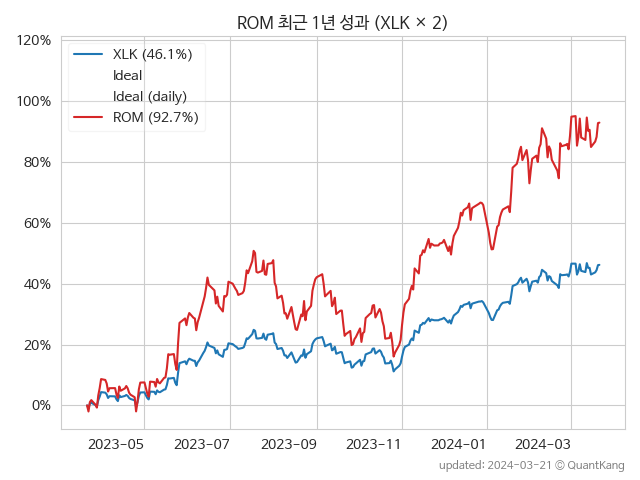 ROM 최근 1년 성과 (XLK × 2)
120%
100%
80%
60%
40%
20%
0%
XLK (46.1%)
Ideal
Ideal (daily)
ROM (92.7%)
2023-05
2023-07
2023-09
2023-11
2024-01
2024-03
updated: 2024-03-21 © QuantKang